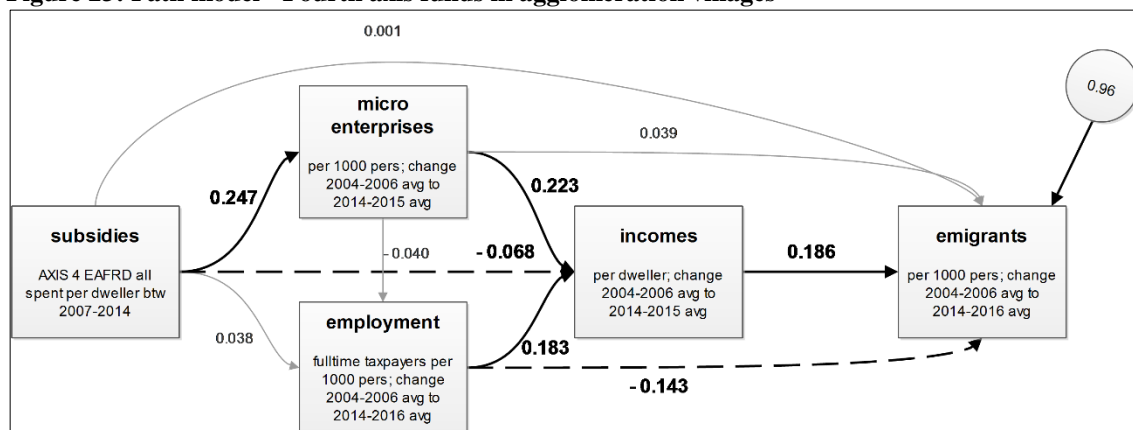 Figure Path model - Fourth axis funds in agglomeration villages
0.001
0.96
micro
enterprises
per 1000 pers; change
2004-2006 avg to
2014-2015 avg
0.039
0.247
0.223
subsidies
AXIS 4 EAFRD all
spent per dweller btw
2007-2014
- 0.040
- 0.068
incomes
per dweller; change
2004-2006 avg to
2014-2015 avg
0.186
emigrants
per 1000 pers; change
2004-2006 avg to
2014-2016 avg
0.038
employment
fulltime taxpayers per
1000 pers; change
2004-2006 avg to
2014-2016 avg
0.183
- 0.143